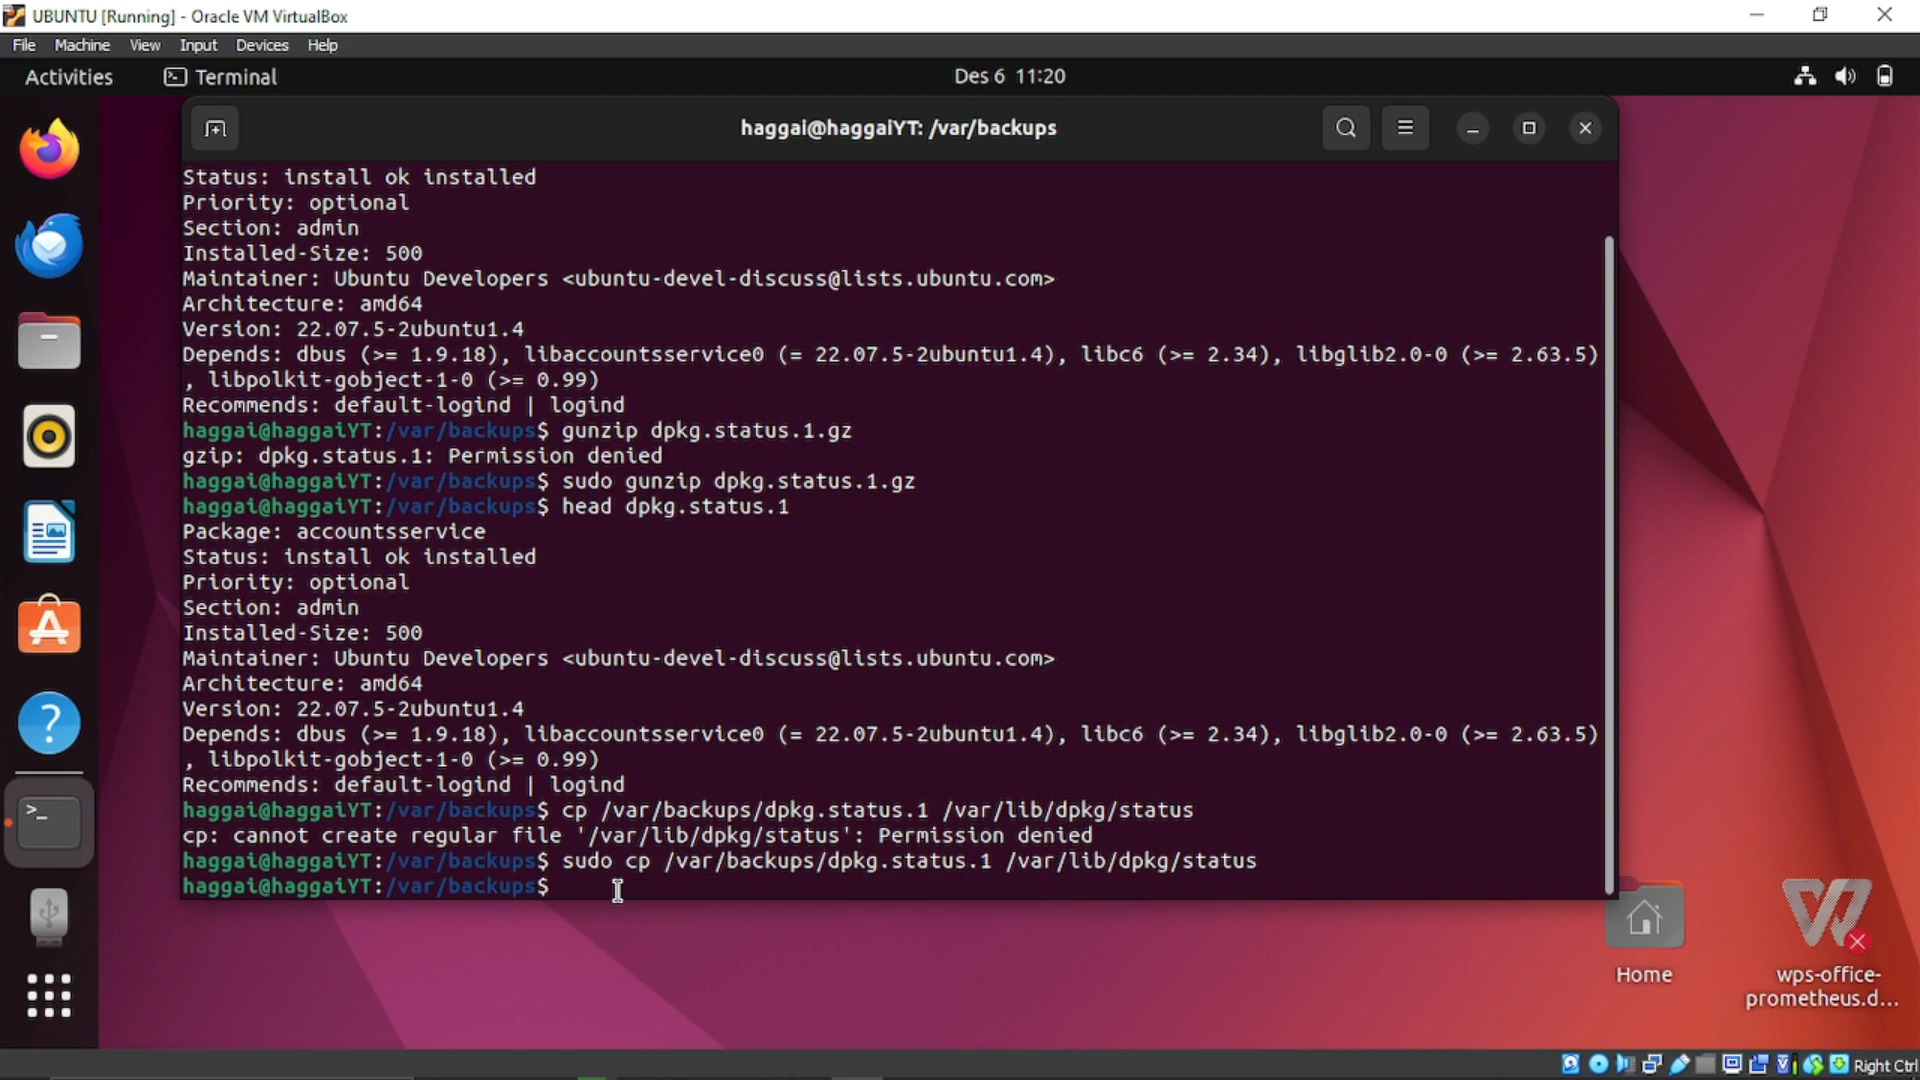 UBUNTU [Running] - Oracle VM VirtualBox
File Machine View Input Devices Help
Activities Terminal Des 6 11:20
haggai@haggaiYT: /var/backups
Status: install ok installed
Priority: optional
Section: admin
Installed-Size: 500
Maintainer: Ubuntu Developers <ubuntu-devel-discuss@lists.ubuntu.com>
Architecture: amd64
Version: 22.07.5-2ubuntu1.4
Depends: dbus (>= 1.9.18), libaccountsservice0 (= 22.07.5-2ubuntu1.4), libc6 (>= 2.34), libglib2.0-0 (>= 2.63.5)
, libpolkit-gobject-1-0 (>= 0.99)
Recommends: default-logind | logind
haggai@haggaiYT:/var/backups$ gunzip dpkg.status.1.gz
gzip: dpkg.status.1: Permission denied
haggai@haggaiYT:/var/backups$ sudo gunzip dpkg.status.1.gz
haggai@haggaiYT:/var/backups$ head dpkg.status.1
Package: accountsservice
Status: install ok installed
Priority: optional
Section: admin
Installed-Size: 500
Maintainer: Ubuntu Developers <ubuntu-devel-discuss@lists.ubuntu.com>
Architecture: amd64
Version: 22.07.5-2ubuntu1.4
Depends: dbus (>= 1.9.18), libaccountsservice0 (= 22.07.5-2ubuntu1.4), libc6 (>= 2.34), libglib2.0-0 (>= 2.63.5)
, libpolkit-gobject-1-0 (>= 0.99)
Recommends: default-logind | logind
haggai@haggaiYT:/var/backups$ cp /var/backups/dpkg.status.1 /var/lib/dpkg/status
cp: cannot create regular file '/var/lib/dpkg/status': Permission denied
haggai@haggaiYT:/var/backups$ sudo cp /var/backups/dpkg.status.1 /var/lib/dpkg/status
haggai@haggaiYT:/var/backups$
Home
wps-office-
prometheus.d...
Right Ctrl